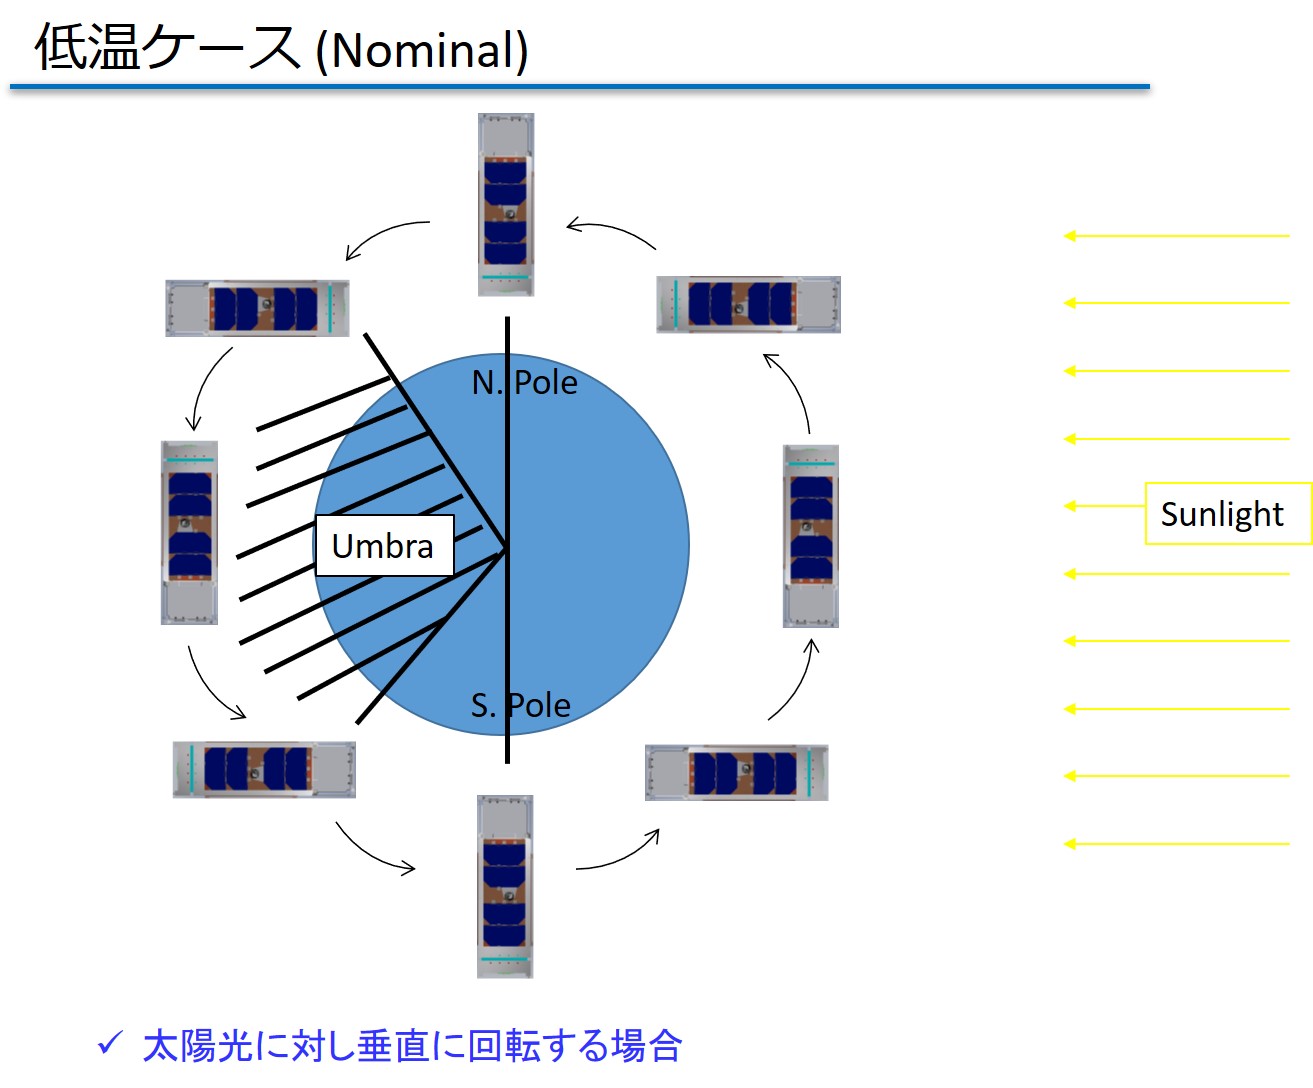 低温ケース (Nominal)
N. Pole
Umbra
Sunlight
S. Pole
✓ 太陽光に対し垂直に回転する場合